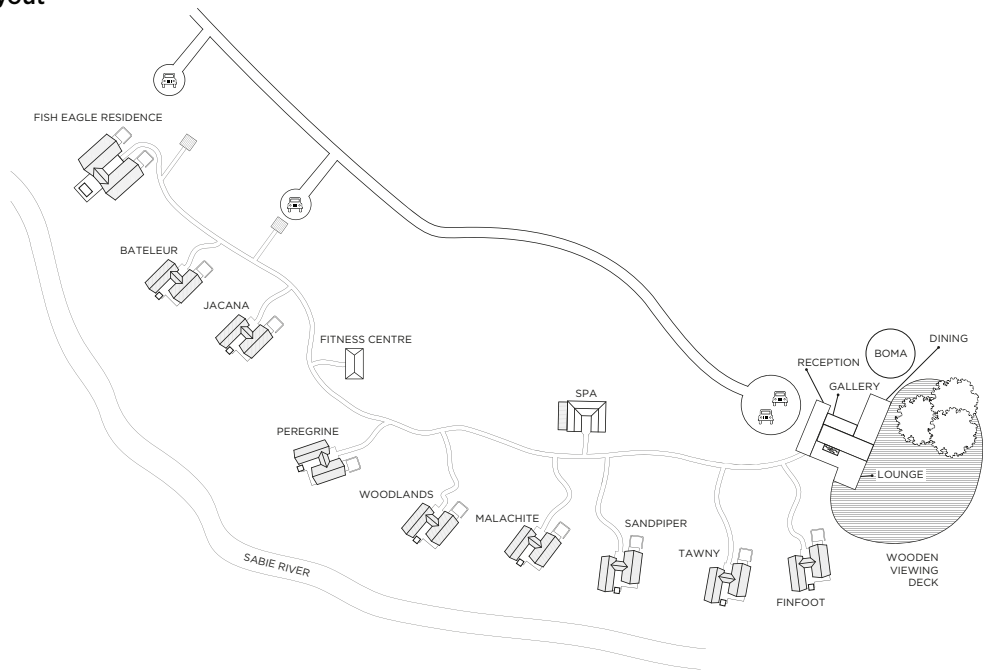 FISH EAGLE RESIDENCE
BATELEUR
JACANA
FITNESS CENTRE
BOMA
DINING
RECEPTION
GALLERY
SPA
PEREGRINE
LOUNGE
WOODLANDS
MALACHITE
SANDPIPER
TAWNY
SABIE RIVER
WOODEN
VIEWING
DECK
FINFOOT